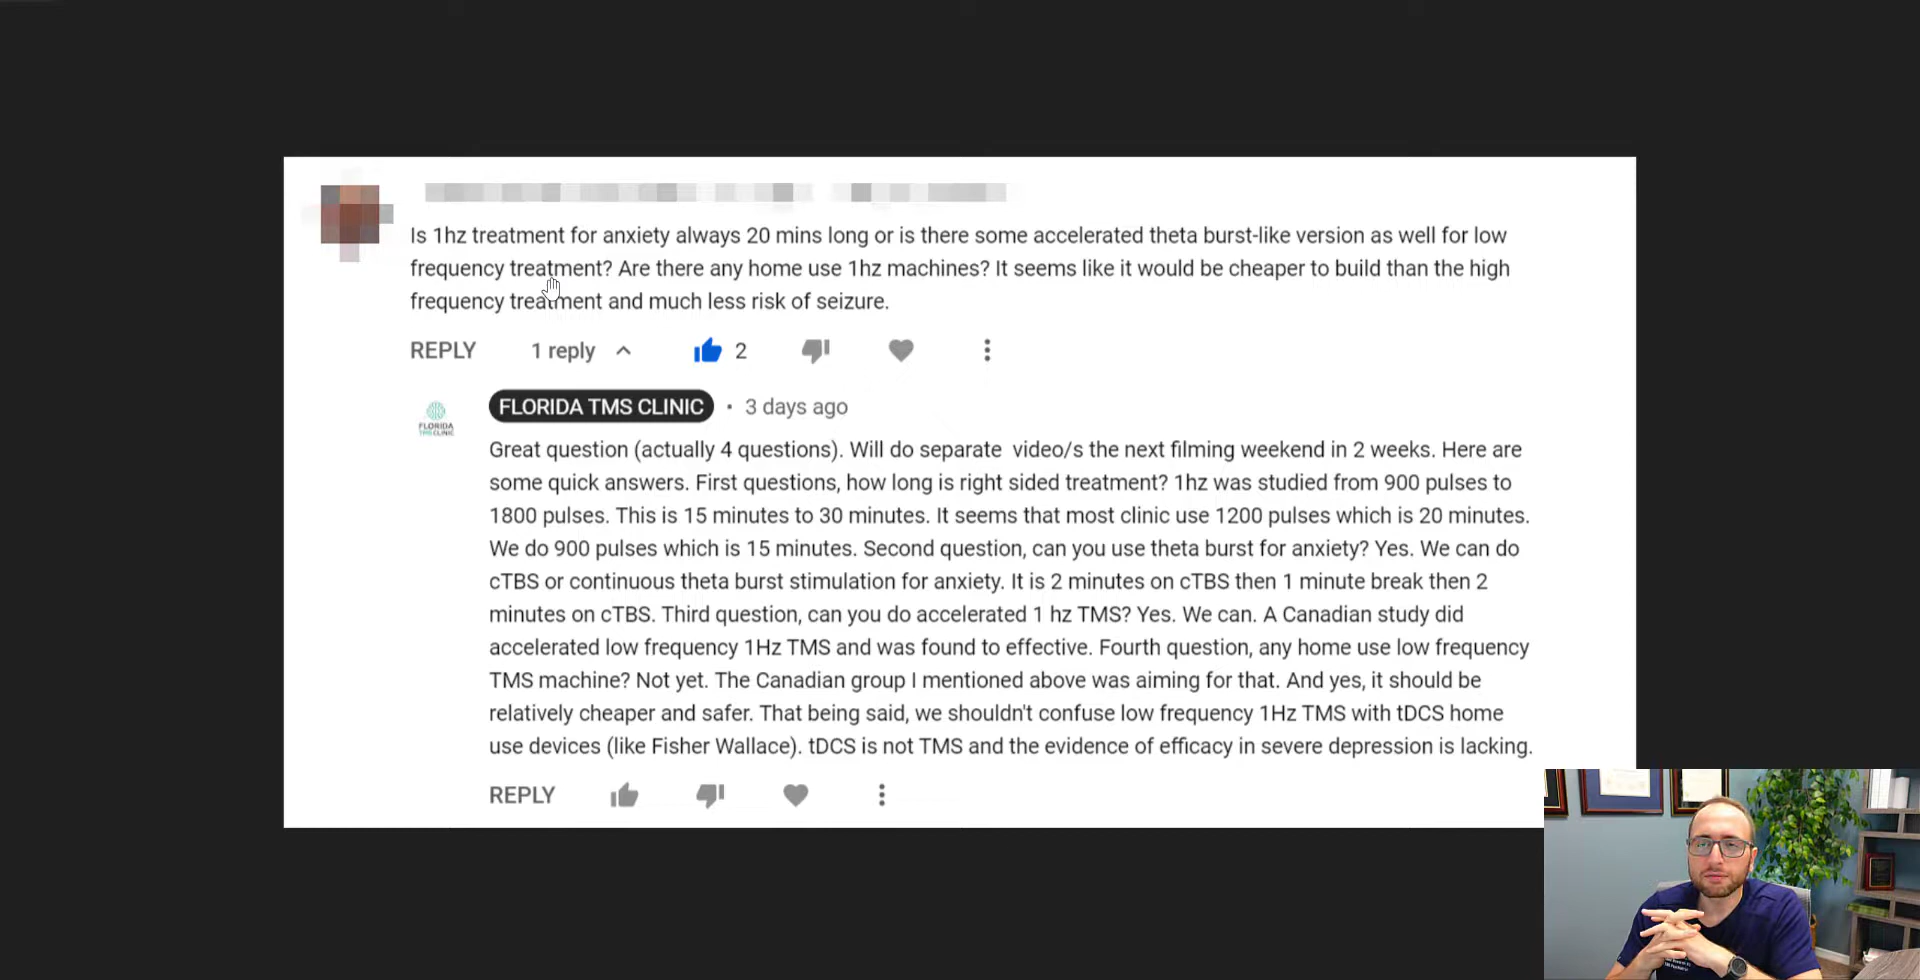 Is 1hz treatment for anxiety always 20 mins long or is there some accelerated theta burst-like version as well for low
frequency treatment? Are there any home use 1hz machines? It seems like it would be cheaper to build than the high
frequency treatment and much less risk of seizure.
REPLY 1 reply 2
FLORIDA TMS CLINIC • 3 days ago
FLORIDA
TMS CLINIC
Great question (actually 4 questions). Will do separate video/s the next filming weekend in 2 weeks. Here are
some quick answers. First questions, how long is right sided treatment? 1hz was studied from 900 pulses to
1800 pulses. This is 15 minutes to 30 minutes. It seems that most clinic use 1200 pulses which is 20 minutes.
We do 900 pulses which is 15 minutes. Second question, can you use theta burst for anxiety? Yes. We can do
cTBS or continuous theta burst stimulation for anxiety. It is 2 minutes on cTBS then 1 minute break then 2
minutes on cTBS. Third question, can you do accelerated 1 hz TMS? Yes. We can. A Canadian study did
accelerated low frequency 1Hz TMS and was found to effective. Fourth question, any home use low frequency
TMS machine? Not yet. The Canadian group I mentioned above was aiming for that. And yes, it should be
relatively cheaper and safer. That being said, we shouldn't confuse low frequency 1Hz TMS with tDCS home
use devices (like Fisher Wallace). tDCS is not TMS and the evidence of efficacy in severe depression is lacking.
REPLY